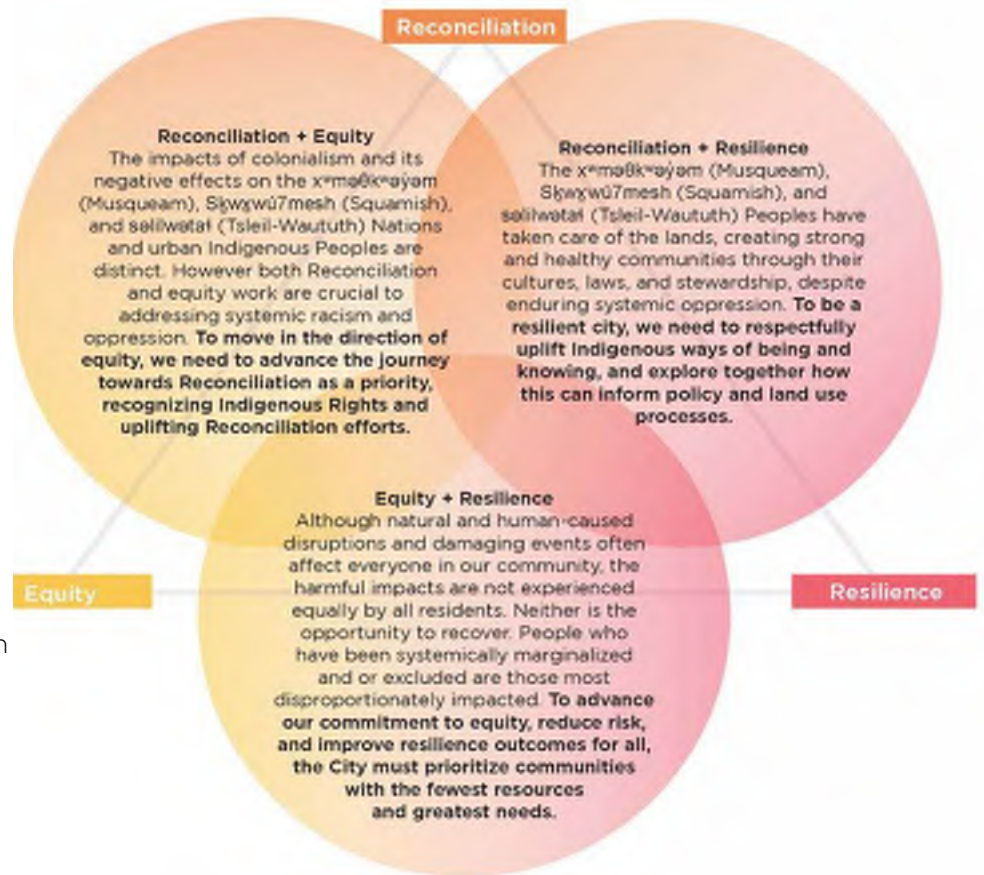 Reconciliation
Reconciliation + Equity
The impacts of colonialism and its
negative effects on the xʷməθkʷəy̓əm
(Musqueam), Sḵwx̱wú7mesh (Squamish),
and səlilwətaɬ (Tsleil-Waututh) Nations
and urban Indigenous Peoples are
distinct. However both Reconciliation
and equity work are crucial to
addressing systemic racism and
oppression. To move in the direction of
equity, we need to advance the journey
towards Reconciliation as a priority,
recognizing Indigenous Rights and
uplifting Reconciliation efforts.
Reconciliation + Resilience
The xʷməθkʷəy̓əm (Musqueam),
Sḵwx̱wú7mesh (Squamish), and
səlilwətaɬ (Tsleil-Waututh) Peoples have
taken care of the lands, creating strong
and healthy communities through their
cultures, laws, and stewardship, despite
enduring systemic oppression. To be a
resilient city, we need to respectfully
uplift Indigenous ways of being and
knowing, and explore together how
this can inform policy and land use
processes.
Equity + Resilience
Although natural and human-caused
disruptions and damaging events often
affect everyone in our community, the
harmful impacts are not experienced
equally by all residents. Neither is the
opportunity to recover. People who
have been systemically marginalized
and or excluded are those most
disproportionately impacted. To advance
our commitment to equity, reduce risk,
and improve resilience outcomes for all,
the City must prioritize communities
with the fewest resources
and greatest needs.
Equity
Resilience